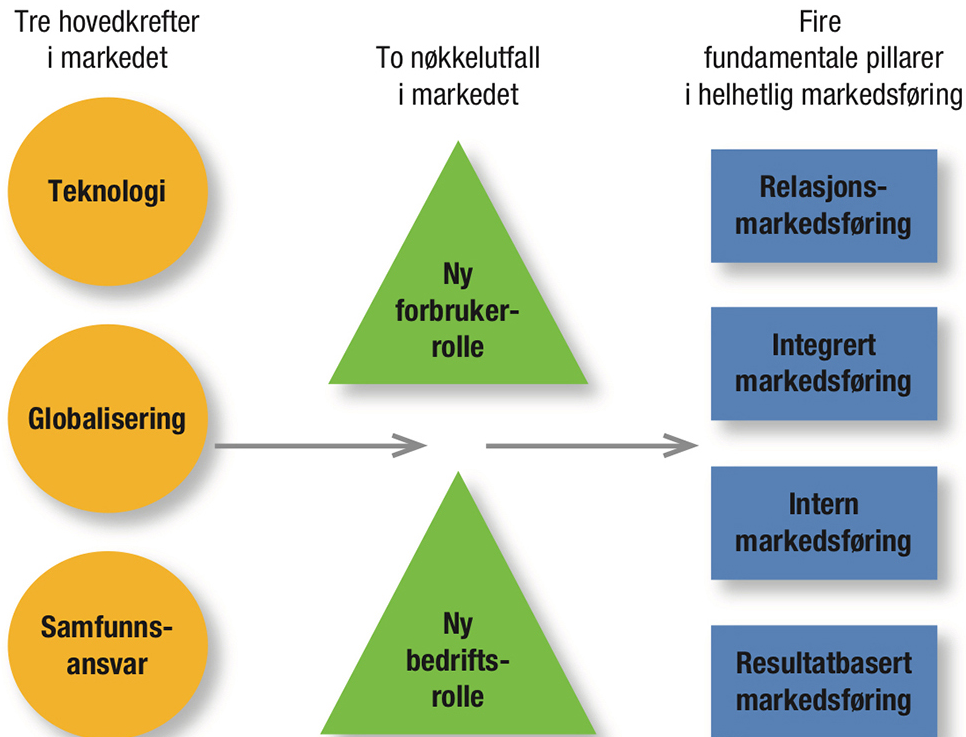 Tre hovedkrefter
i markedet
Teknologi
Globalisering
Samfunns-
ansvar
To nøkkelutfall
i markedet
Ny
forbruker-
rolle
Ny
bedrifts-
rolle
Fire
fundamentale pillarer
i helhetlig markedsføring
Relasjons-
markedsføring
Integrert
markedsføring
Intern
markedsføring
Resultatbasert
markedsføring